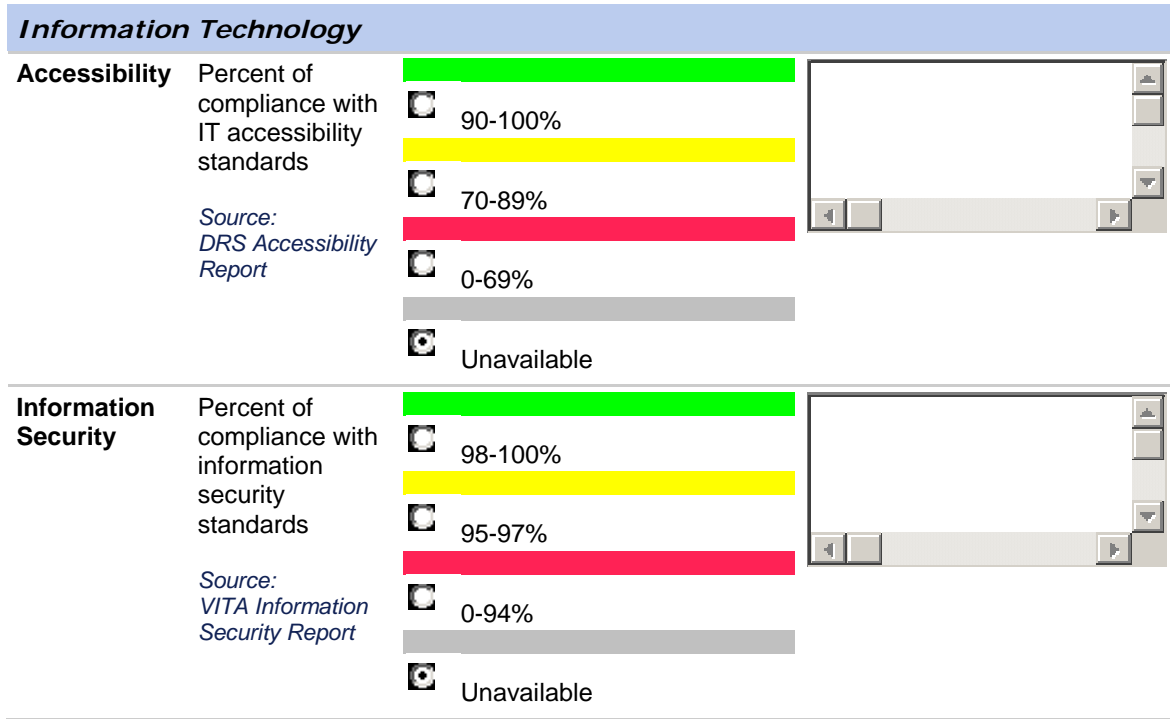 Information Technology
Accessibility
Percent of
compliance with
IT accessibility
standards
Source:
DRS Accessibility
Report
90-100%
70-89%
0-69%
Unavailable
Information
Security
Percent of
compliance with
information
security
standards
Source:
VITA Information
Security Report
98-100%
95-97%
0-94%
Unavailable